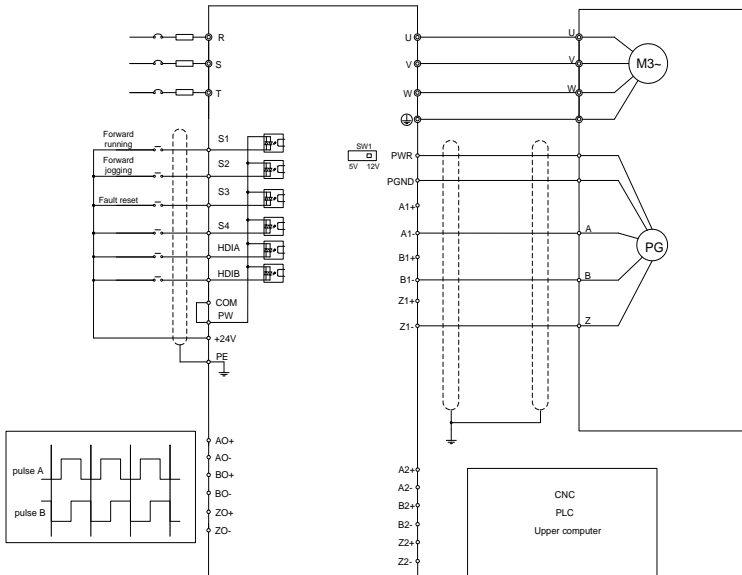 R
S
T
U
V
W
U
V
W
M3~
Forward
running
Forward
jogging
Fault reset
S1
S2
S3
S4
HDIA
HDIB
COM
PW
+24V
PE
SW1
5V 12V
PWR
PGND
A1+
A1-
B1+
B1-
Z1+
Z1-
A
B
Z
PG
pulse A
pulse B
AO+
AO-
BO+
BO-
ZO+
ZO-
A2+
A2-
B2+
B2-
Z2+
Z2-
CNC
PLC
Upper computer